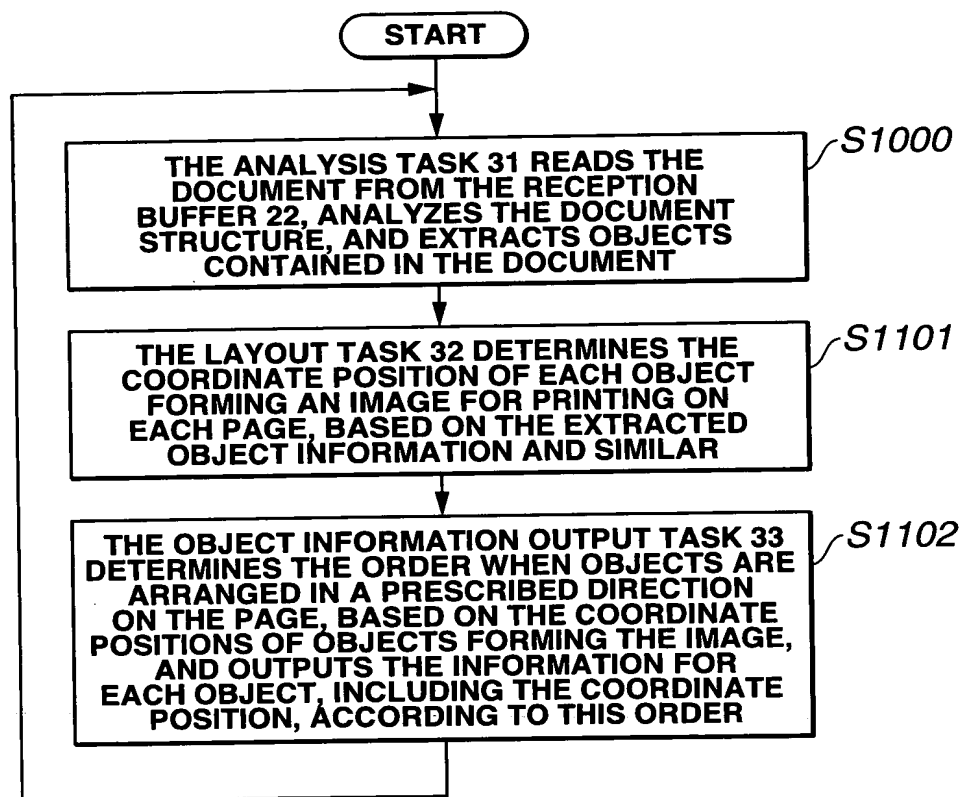 START
S1000
THE ANALYSIS TASK 31 READS THE
DOCUMENT FROM THE RECEPTION
BUFFER 22, ANALYZES THE DOCUMENT
STRUCTURE, AND EXTRACTS OBJECTS
CONTAINED IN THE DOCUMENT
S1101
THE LAYOUT TASK 32 DETERMINES THE
COORDINATE POSITION OF EACH OBJECT
FORMING AN IMAGE FOR PRINTING ON
EACH PAGE, BASED ON THE EXTRACTED
OBJECT INFORMATION AND SIMILAR
S1102
THE OBJECT INFORMATION OUTPUT TASK 33
DETERMINES THE ORDER WHEN OBJECTS ARE
ARRANGED IN A PRESCRIBED DIRECTION
ON THE PAGE, BASED ON THE COORDINATE
POSITIONS OF OBJECTS FORMING THE IMAGE,
AND OUTPUTS THE INFORMATION FOR
EACH OBJECT, INCLUDING THE COORDINATE
POSITION, ACCORDING TO THIS ORDER